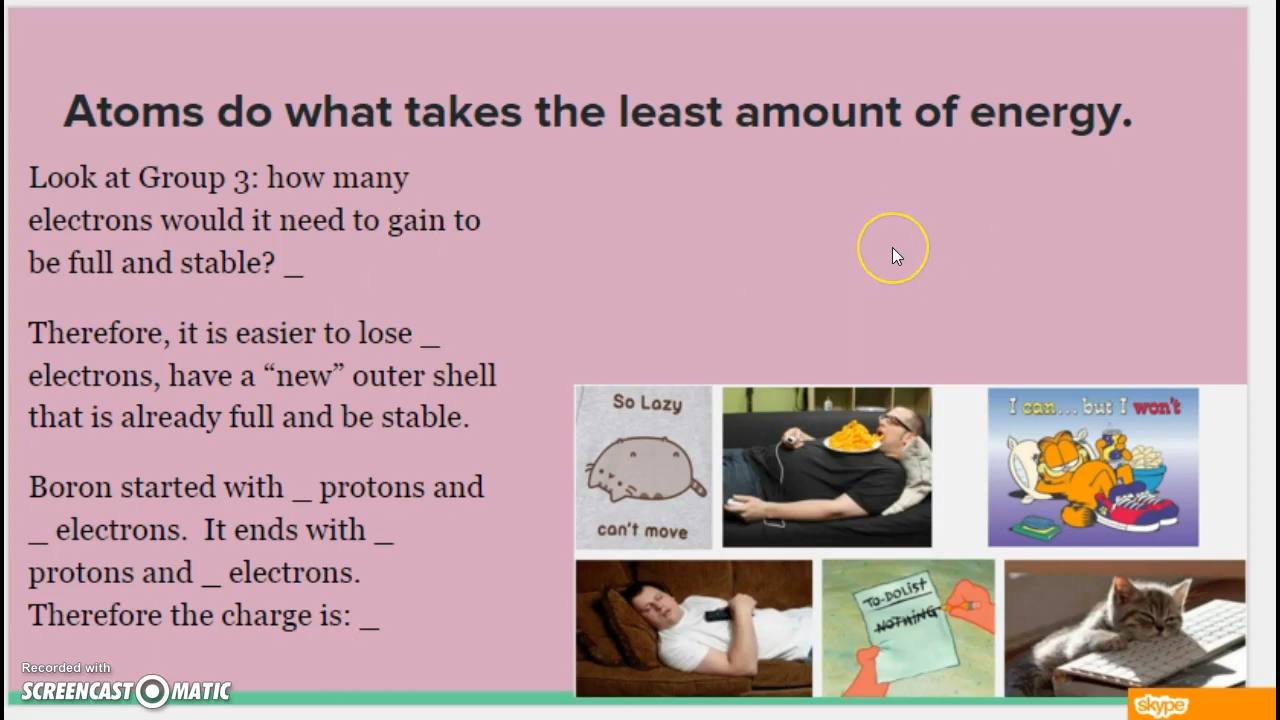 Atoms do what takes the least amount of energy.
Look at Group 3: how many
electrons would it need to gain to
be full and stable? _
Therefore, it is easier to lose _
electrons, have a “new” outer shell
that is already full and be stable.
Boron started with _ protons and
_ electrons.  It ends with _
protons and _ electrons.
Therefore the charge is: _
So Lazy
can't move
I can... but I won't
TO-DO LIST
NOTHING
Recorded with
SCREENCAST O MATIC
skype